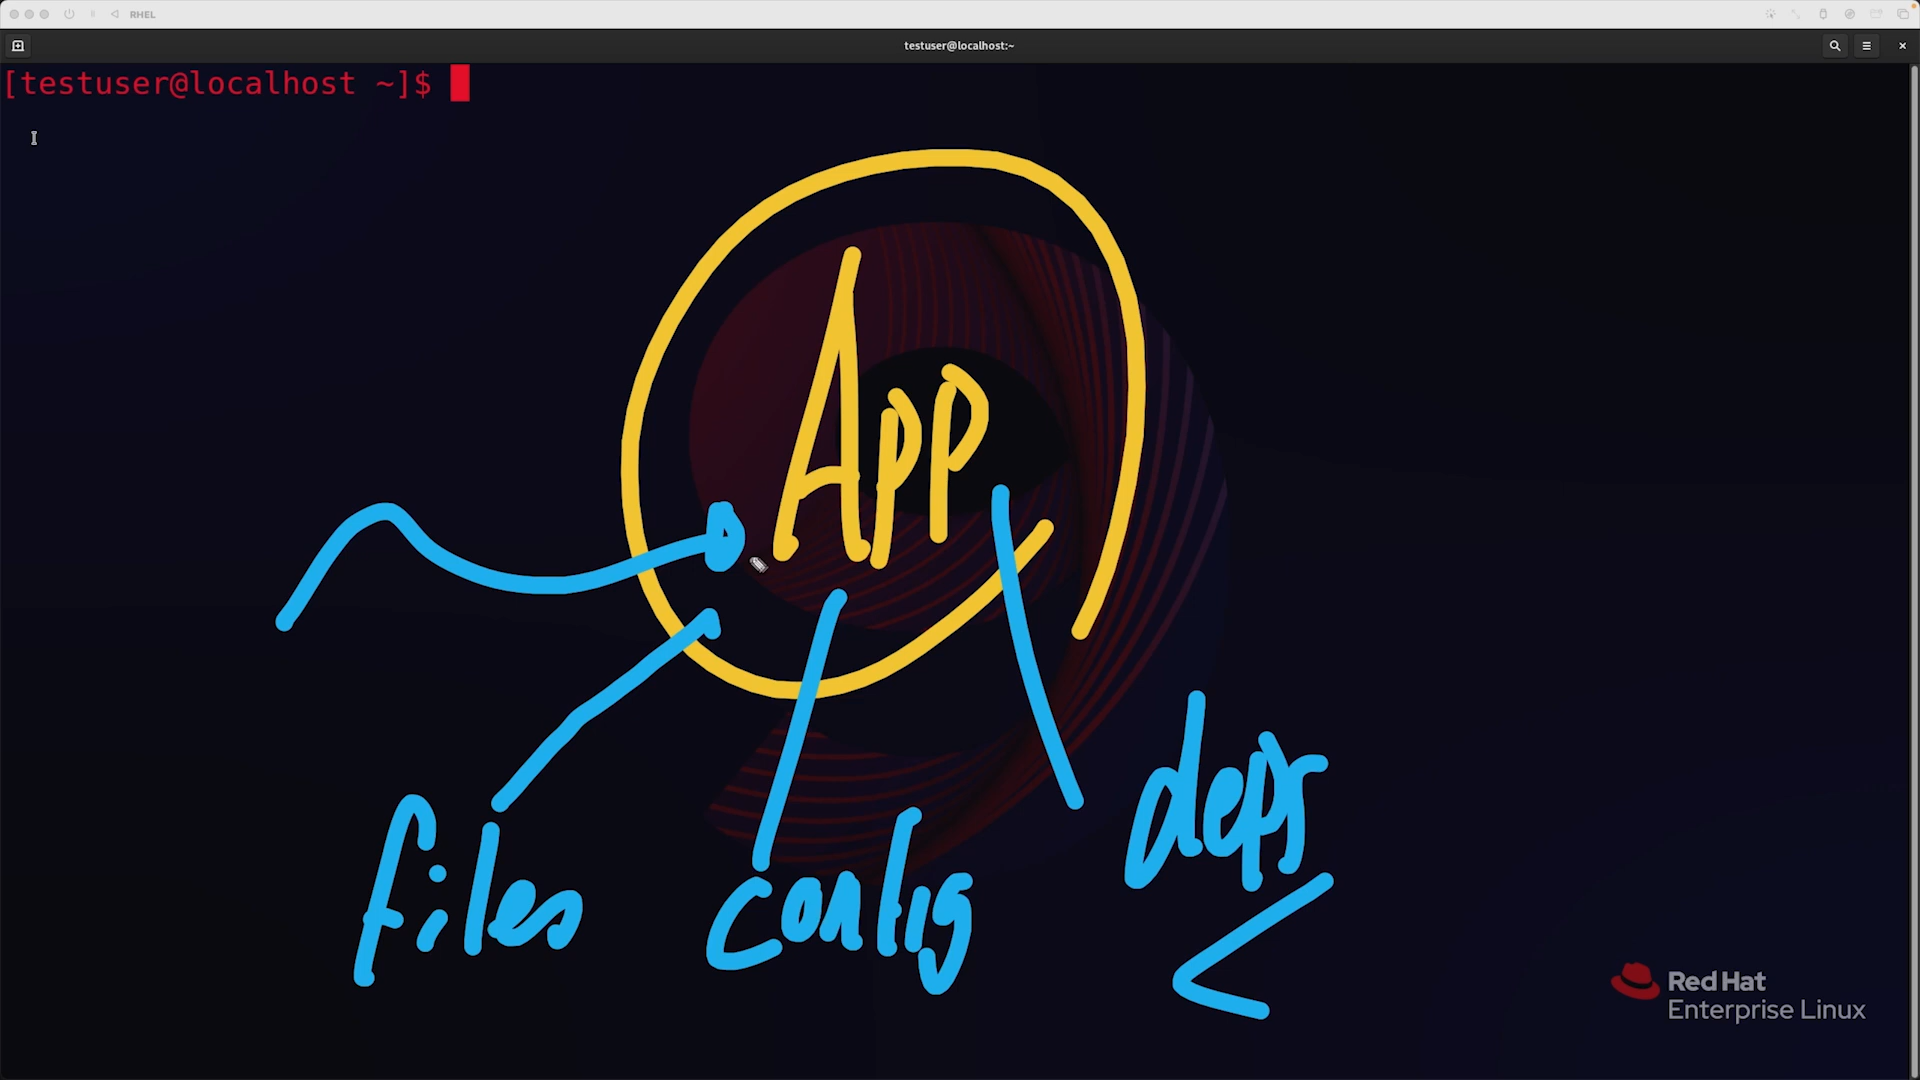 RHEL
testuser@localhost:~
[testuser@localhost ~]$
App
files
config
deps
Red Hat
Enterprise Linux